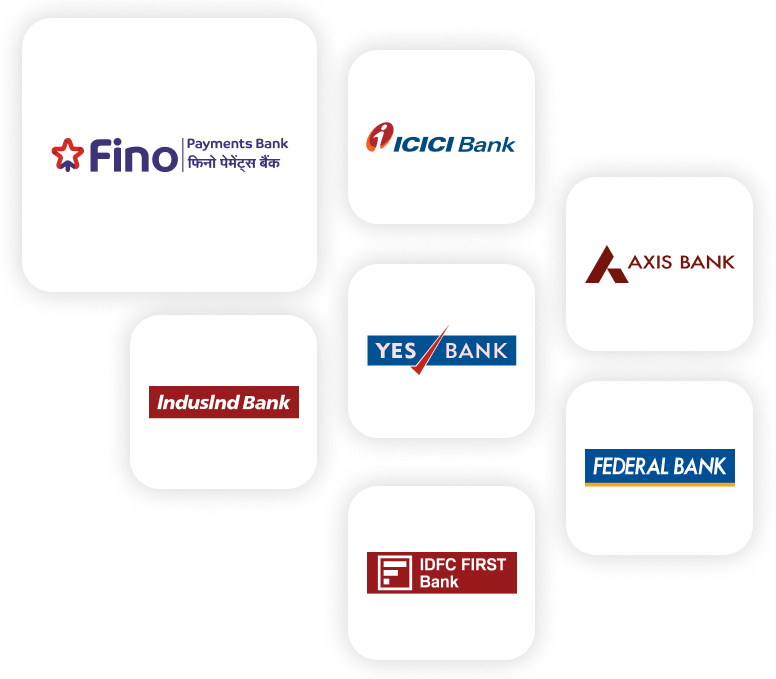 Fino
Payments Bank
फिनो पेमेंट्स बैंक
ICICI Bank
AXIS BANK
YES BANK
IndusInd Bank
FEDERAL BANK
IDFC FIRST
Bank